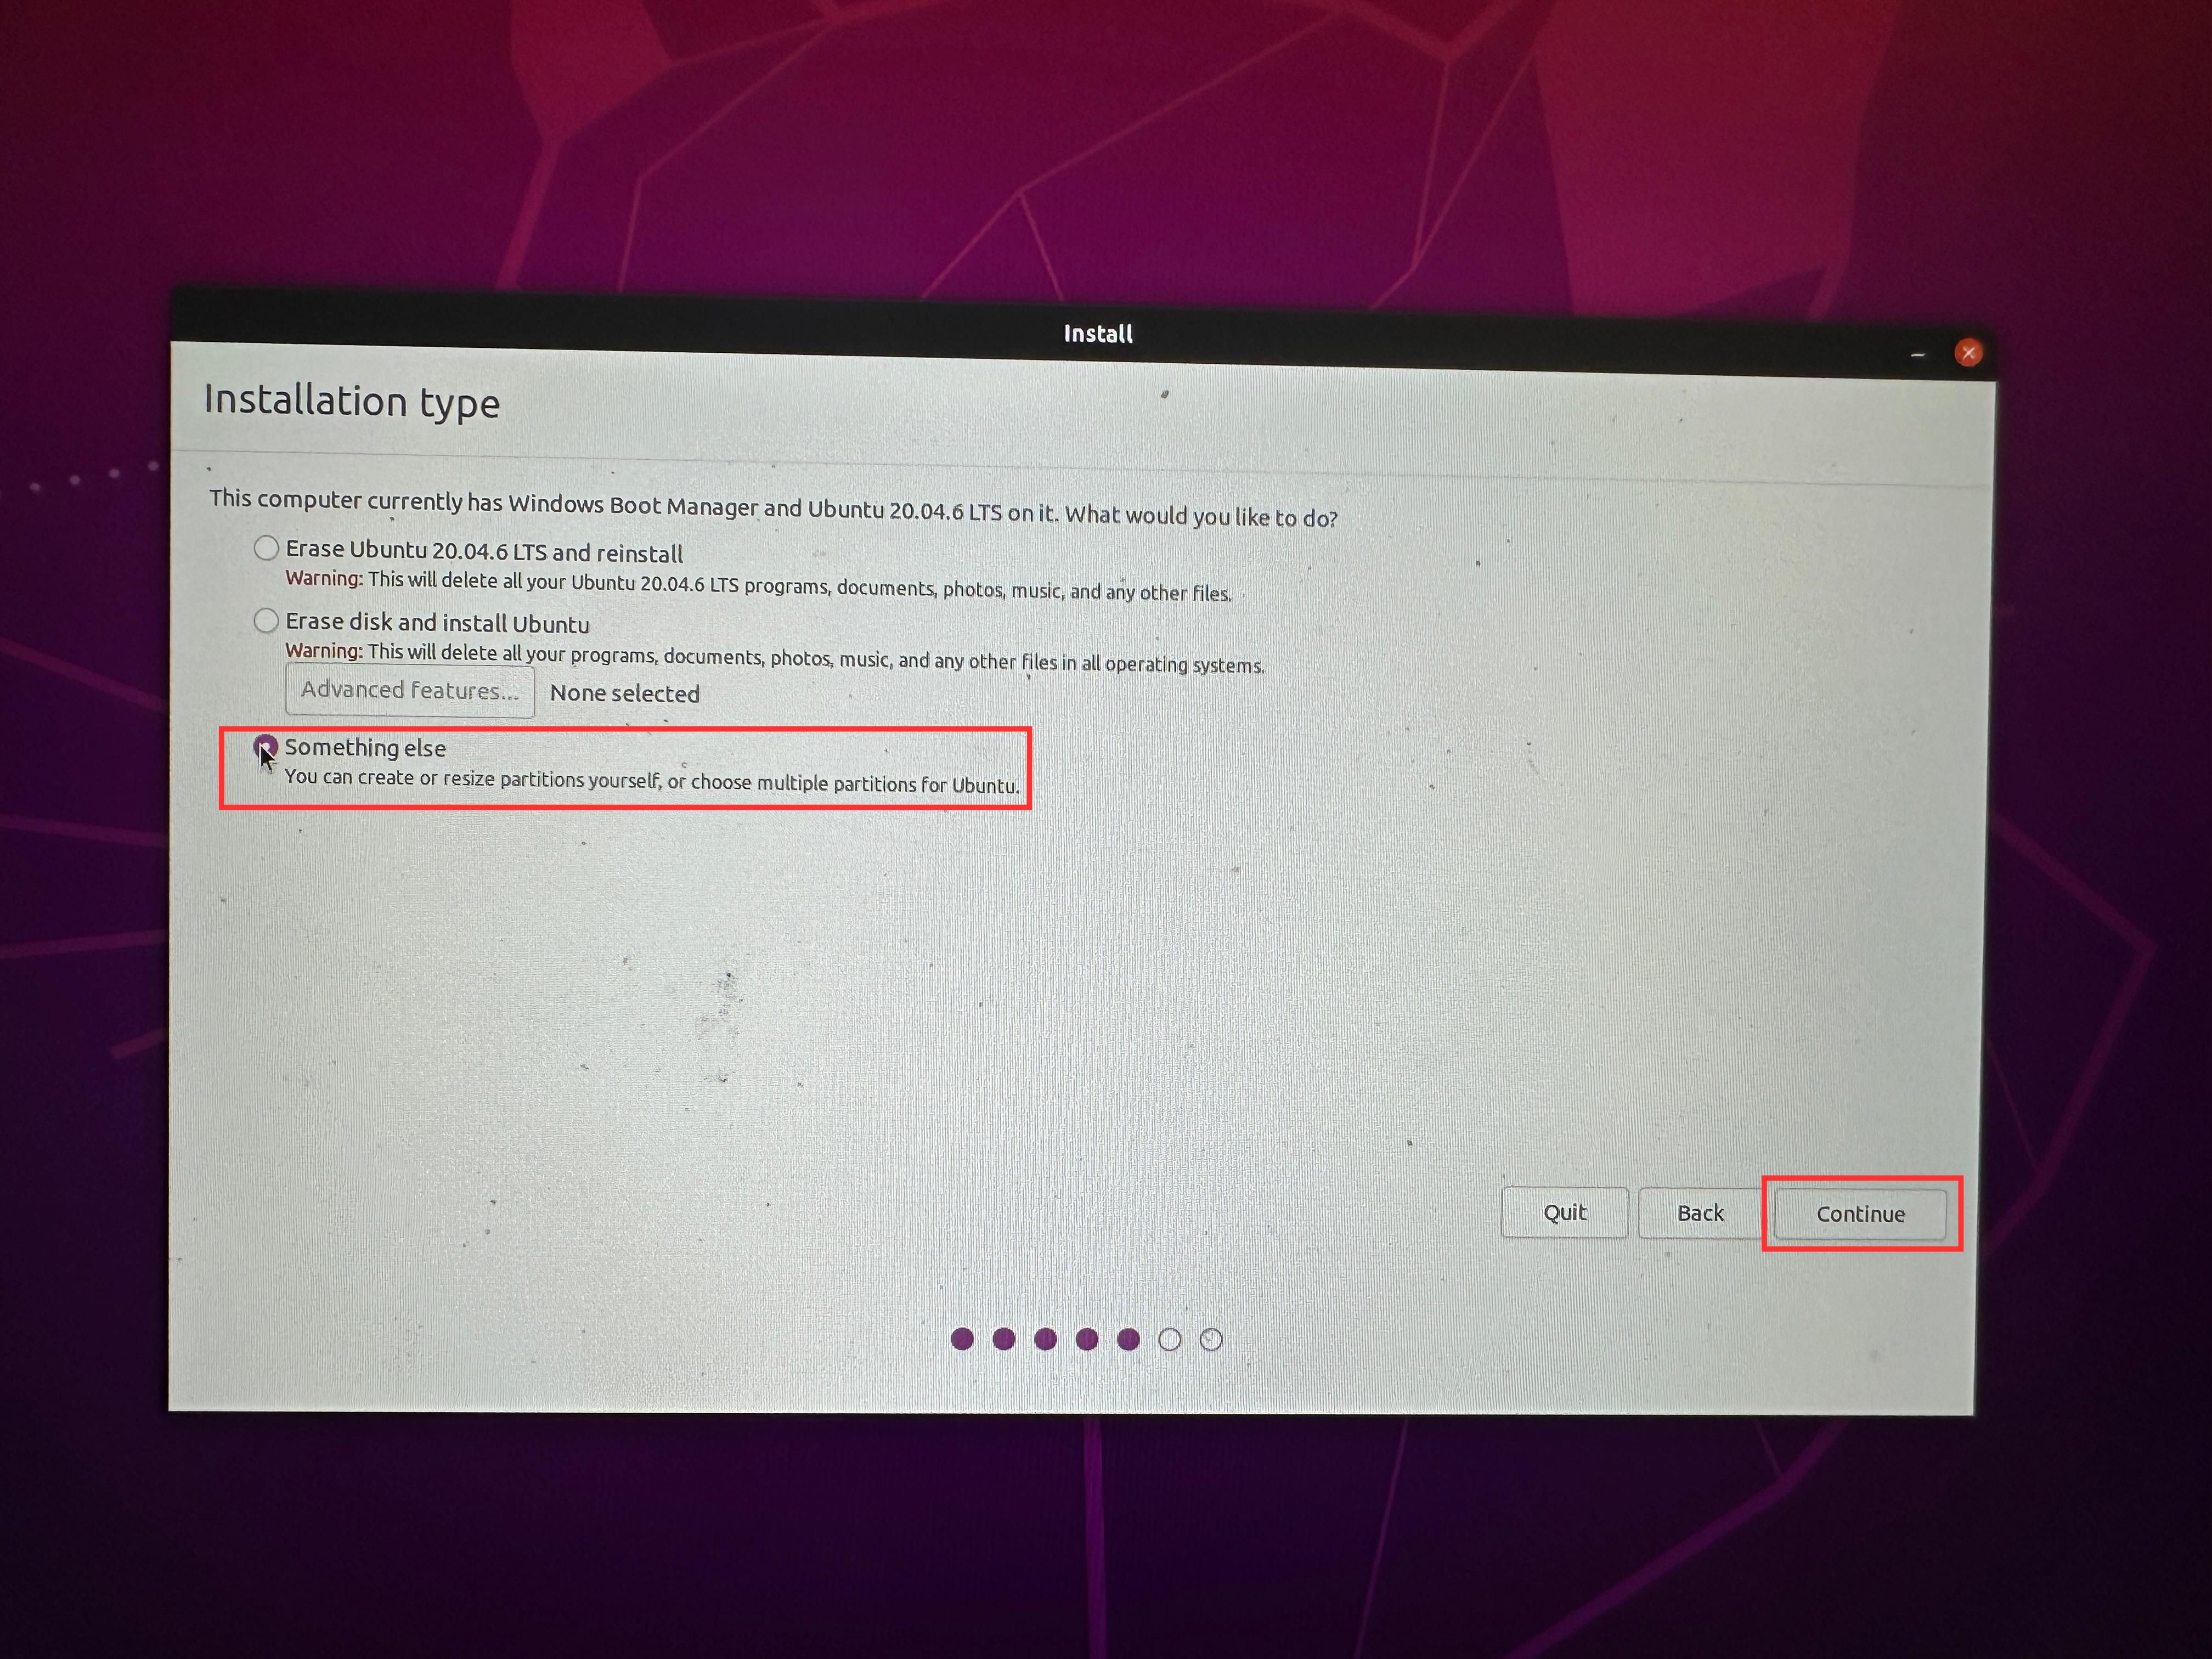 Install
Installation type
This computer currently has Windows Boot Manager and Ubuntu 20.04.6 LTS on it. What would you like to do?
Erase Ubuntu 20.04.6 LTS and reinstall
Warning: This will delete all your Ubuntu 20.04.6 LTS programs, documents, photos, music, and any other files.
Erase disk and install Ubuntu
Warning: This will delete all your programs, documents, photos, music, and any other files in all operating systems.
Advanced features... None selected
Something else
You can create or resize partitions yourself, or choose multiple partitions for Ubuntu.
Quit Back Continue